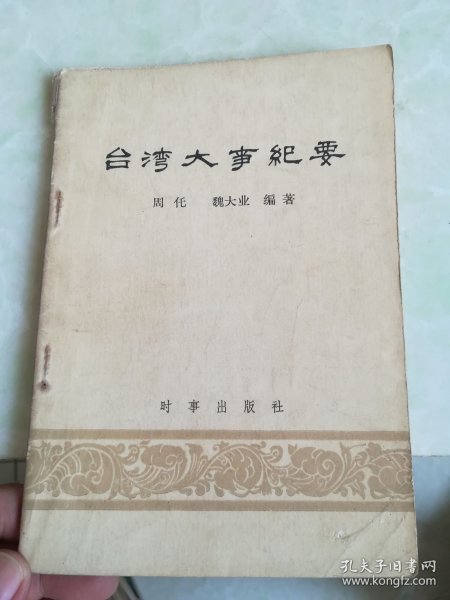 台湾大事紀要
周任 魏大业 编著
时事出版社
孔夫子旧书网
www.kongfz.com